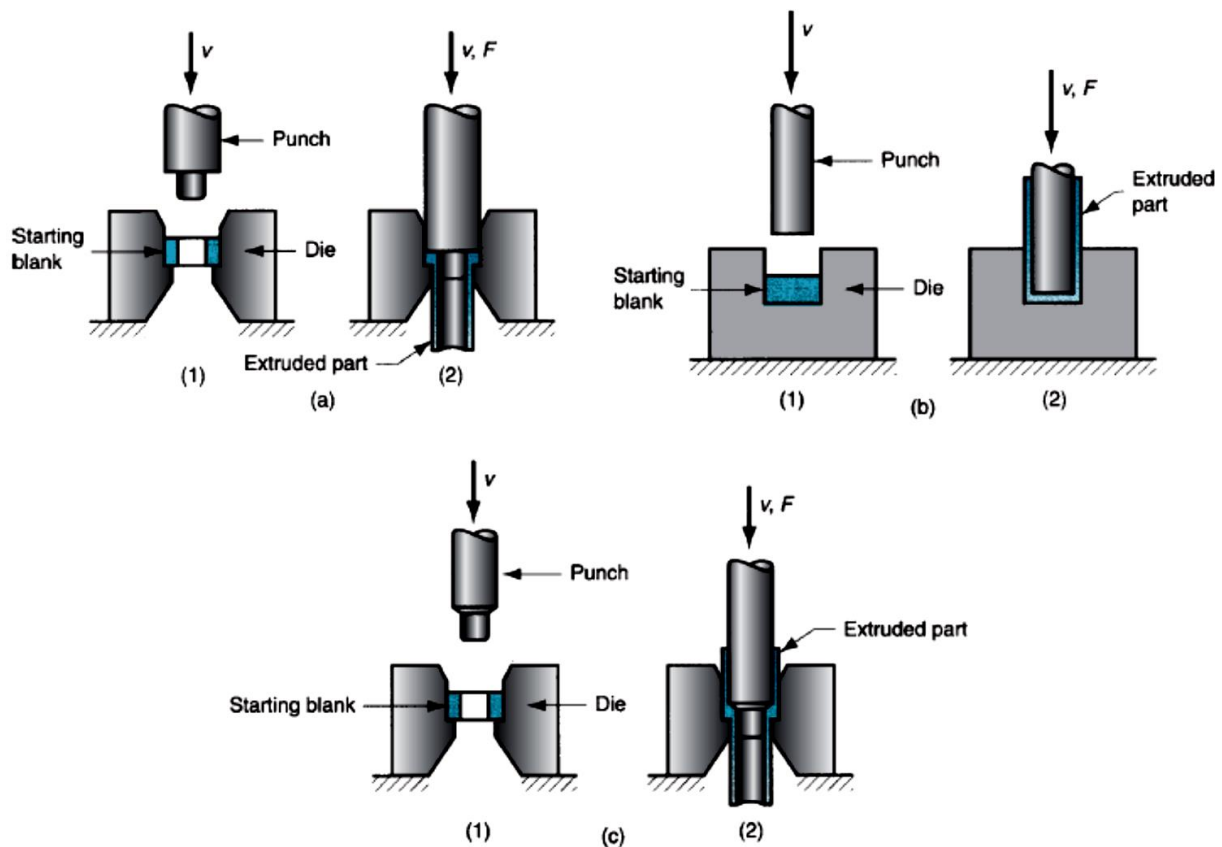 v
v, F
Punch
Starting
blank
Die
Extruded part
(1)
(2)
(a)
v
v, F
Punch
Extruded
part
Starting
blank
Die
(1)
(2)
(b)
v
v, F
Punch
Extruded part
Starting blank
Die
(1)
(2)
(c)